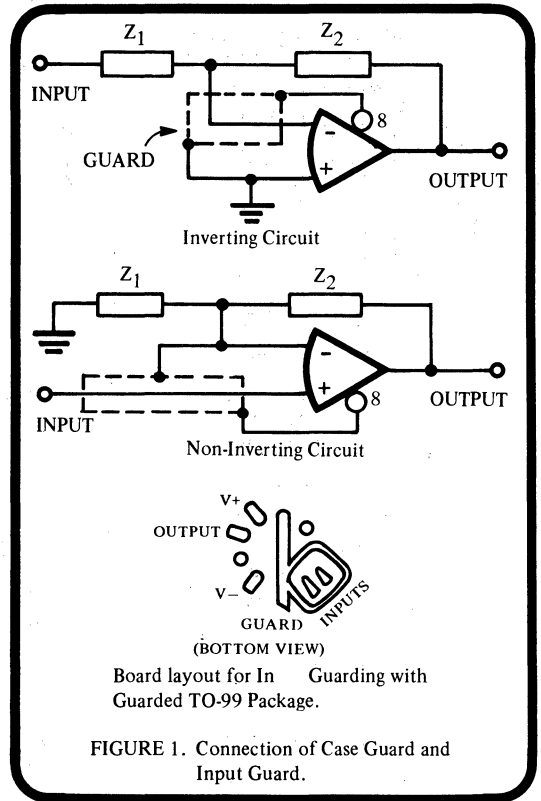 Z1
Z2
INPUT
GUARD
-
+
8
OUTPUT
Inverting Circuit
Z1
Z2
-
+
8
INPUT
OUTPUT
Non-Inverting Circuit
V+
OUTPUT
V−
INPUTS
GUARD
(BOTTOM VIEW)
Board layout for In Guarding with
Guarded TO-99 Package.
FIGURE 1. Connection of Case Guard and
Input Guard.